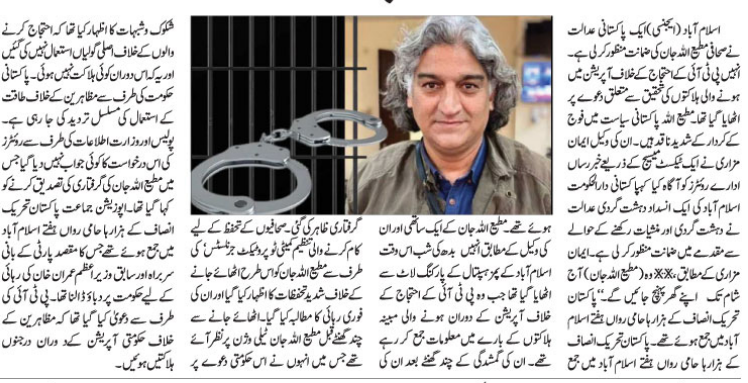 اسلام آباد (ایجنسی) ایک پاکستانی عدالت
نے صحافی مطیع اللہ جان کی ضمانت منظور کر لی ہے۔
انہیں پی ٹی آئی کے احتجاج کے خلاف آپریشن میں
ہونے والی ہلاکتوں کی تحقیق سے متعلق دعوے پر
اٹھایا گیا تھا۔ مطیع اللہ پاکستانی سیاست میں فوج
کے کردار کے شدید ناقد ہیں۔ ان کی وکیل ایمان
مزاری نے ایک ٹیکسٹ میسج کے ذریعے خبر رساں
ادارے روئٹرز کو آگاہ کیا کہ پاکستانی دارالحکومت
اسلام آباد کی ایک انسداد دہشت گردی عدالت
نے دہشت گردی اور منشیات رکھنے کے حوالے
سے مقدمے میں ضمانت منظور کر لی ہے۔ ایمان
مزاری کے مطابق ××وہ (مطیع اللہ جان) آج
شام تک اپنے گھر پہنچ جائیں گے۔‘‘ پاکستان
تحریک انصاف کے ہزارہا حامی رواں ہفتے اسلام
آباد میں جمع ہوئے تھے۔ پاکستان تحریک انصاف
کے ہزارہا حامی رواں ہفتے اسلام آباد میں جمع
ہوئے تھے۔ مطیع اللہ جان کے ایک ساتھی اور ان
کی وکیل کے مطابق انہیں بدھ کی شب اس وقت
اسلام آباد کے پمز ہسپتال کے پارکنگ لاٹ سے
اٹھایا گیا تھا جب وہ پی ٹی آئی کے احتجاج کے
خلاف آپریشن کے دوران ہونے والی مبینہ
ہلاکتوں کے بارے میں معلومات جمع کر رہے
تھے۔ ان کی گمشدگی کے چند گھنٹے بعد ان کی
گرفتاری ظاہر کی گئی۔ صحافیوں کے تحفظ کے لیے
کام کرنے والی تنظیم کمیٹی ٹو پروٹیکٹ جرنلسٹس‘ کی
طرف سے مطیع اللہ جان کو اس طرح اٹھائے جانے
کے خلاف شدید تحفظات کا اظہار کیا گیا اور ان کی
فوری رہائی کا مطالبہ کیا گیا۔ اٹھائے جانے سے
چند گھنٹے قبل مطیع اللہ جان ٹیلی وژن پر نظر آئے
تھے جس میں انہوں نے اس حکومتی دعوے پر
شکوک و شبہات کا اظہار کیا گیا تھا کہ احتجاج کرنے
والوں کے خلاف اصلی گولیاں استعمال نہیں کی گئیں
اور یہ کہ اس دوران کوئی ہلاکت نہیں ہوئی۔ پاکستانی
حکومت کی طرف سے مظاہرین کے خلاف طاقت
کے استعمال کی مسلسل تردید کی جا رہی ہے۔
پولیس اور وزارت اطلاعات کی طرف سے روئٹرز
کی اس درخواست کا کوئی جواب نہیں دیا گیا جس
میں مطیع اللہ جان کی گرفتاری کی تصدیق کرنے کو
کہا گیا تھا۔ اپوزیشن جماعت پاکستان تحریک
انصاف کے ہزارہا حامی رواں ہفتے اسلام آباد
میں جمع ہوئے تھے جس کا مقصد پارٹی کے بانی
سربراہ اور سابق وزیر اعظم عمران خان کی رہائی
کے لیے حکومت پر دباؤ ڈالنا تھا۔ پی ٹی آئی کی
طرف سے دعویٰ کیا گیا تھا کہ مظاہرین کے
خلاف حکومتی آپریشن کے دوران درجنوں
ہلاکتیں ہوئیں۔